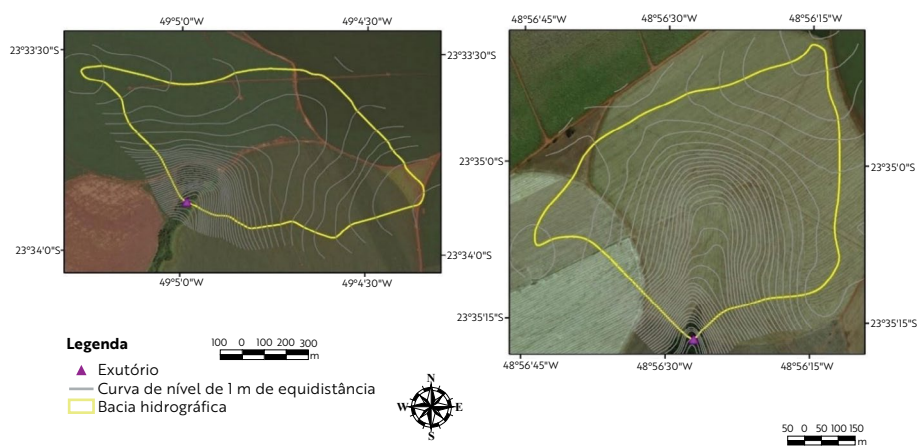 49°5'0"W 49°4'30"W
23°33'30"S 23°33'30"S
23°34'0"S 23°34'0"S
49°5'0"W 49°4'30"W
48°56'45"W 48°56'30"W 48°56'15"W
23°35'0"S 23°35'0"S
23°35'15"S 23°35'15"S
48°56'45"W 48°56'30"W 48°56'15"W
Legenda
Exutório
Curva de nível de 1 m de equidistância
Bacia hidrográfica
100 0 100 200 300
m
N
W E
S
50 0 50 100 150
m